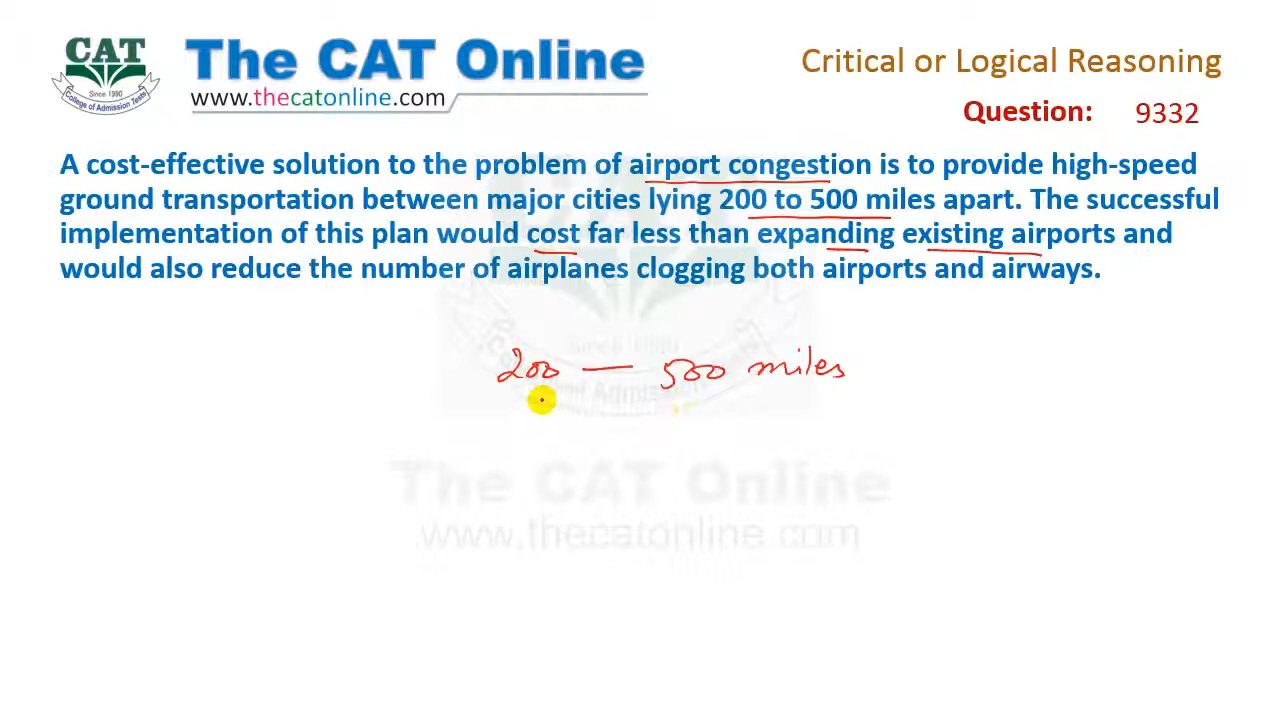 CAT
Since 1990
College of Admission Tests
The CAT Online
www.thecatonline.com
Critical or Logical Reasoning
Question: 9332
A cost-effective solution to the problem of airport congestion is to provide high-speed
ground transportation between major cities lying 200 to 500 miles apart. The successful
implementation of this plan would cost far less than expanding existing airports and
would also reduce the number of airplanes clogging both airports and airways.
200 — 500 miles
The CAT Online
www.thecatonline.com